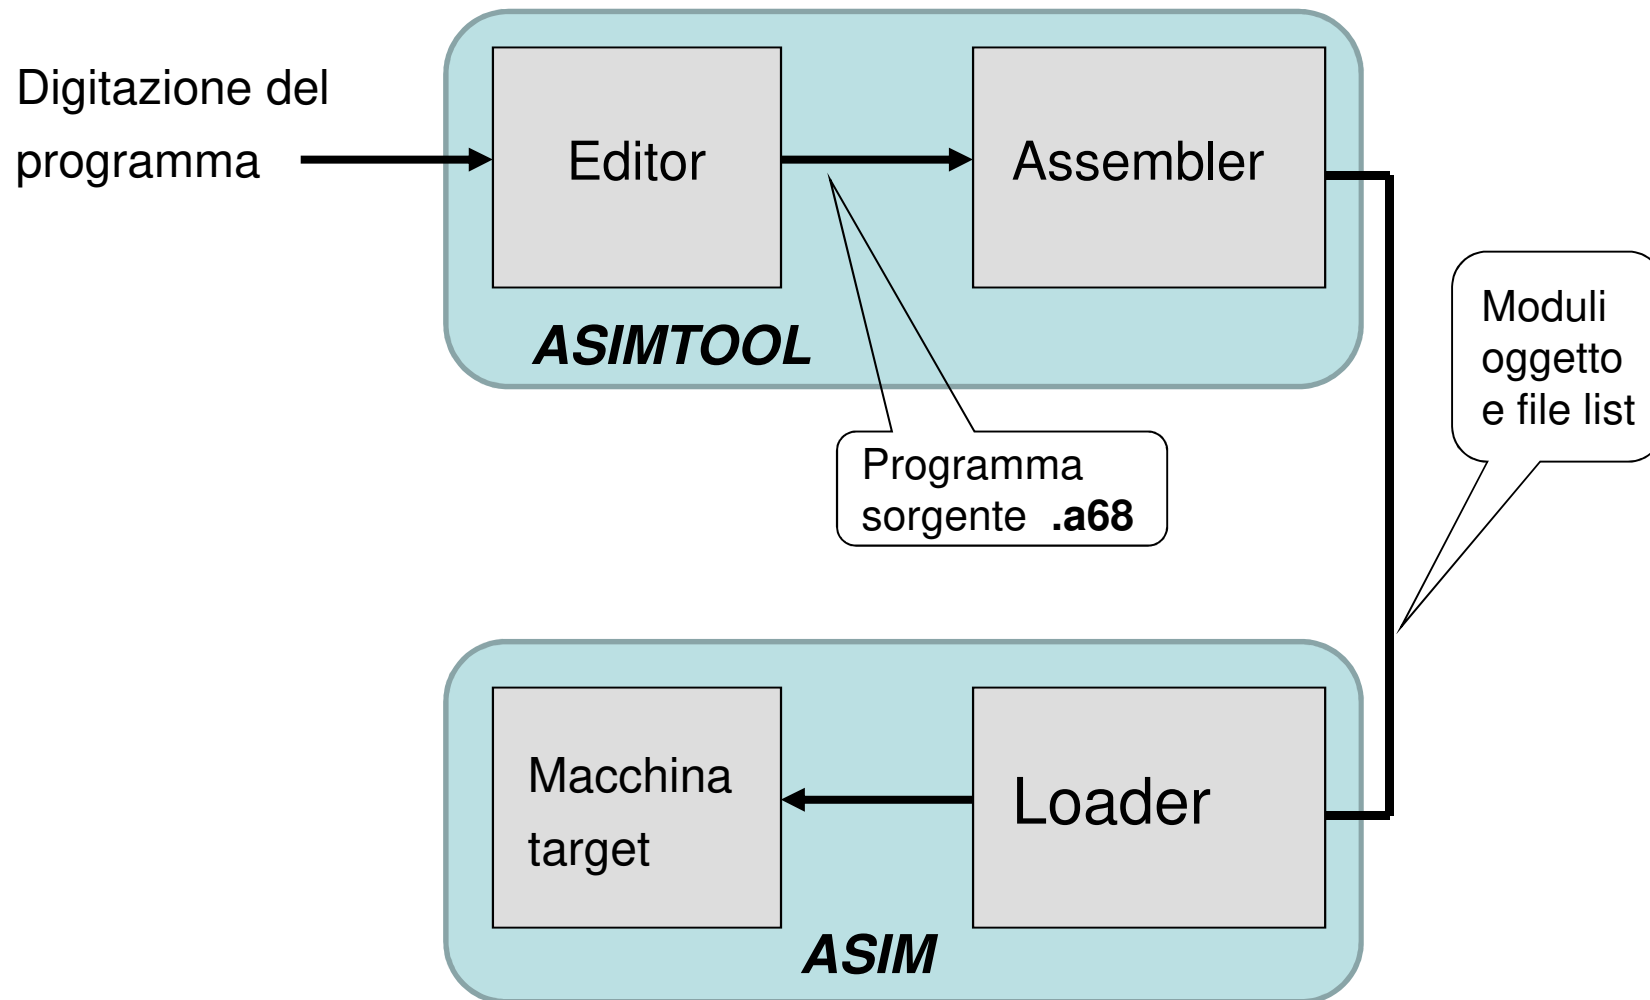 Digitazione del
programma
Editor
Assembler
ASIMTOOL
Programma
sorgente .a68
Moduli
oggetto
e file list
Macchina
target
Loader
ASIM